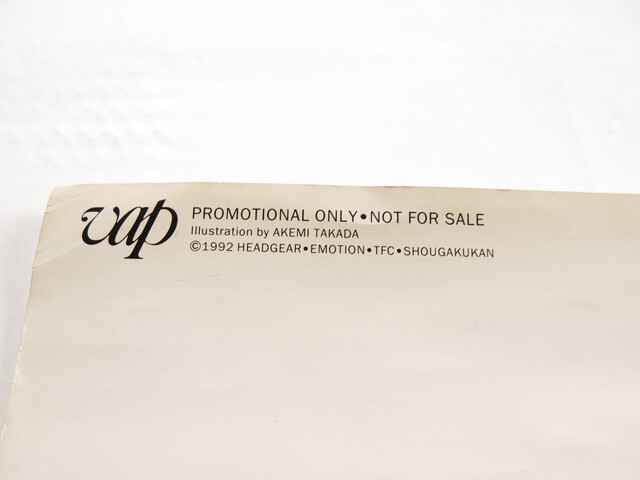 vap
PROMOTIONAL ONLY•NOT FOR SALE
Illustration by AKEMI TAKADA
©1992 HEADGEAR•EMOTION•TFC•SHOUGAKUKAN